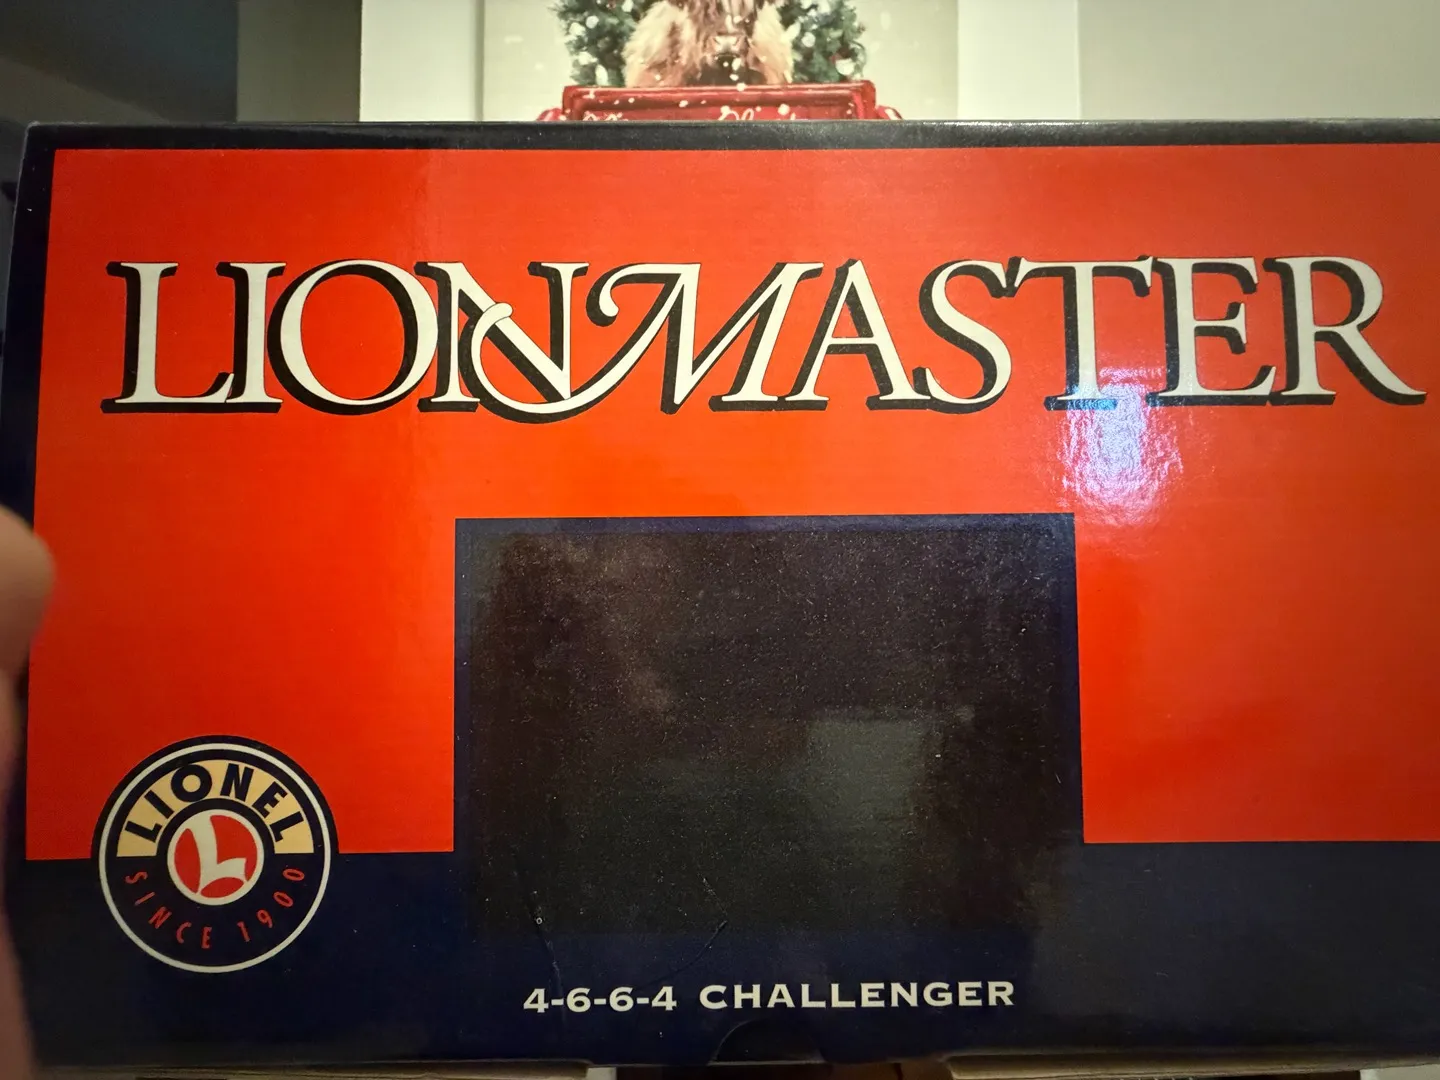 LIONMASTER
LIONEL
SINCE 1900
4-6-6-4 CHALLENGER